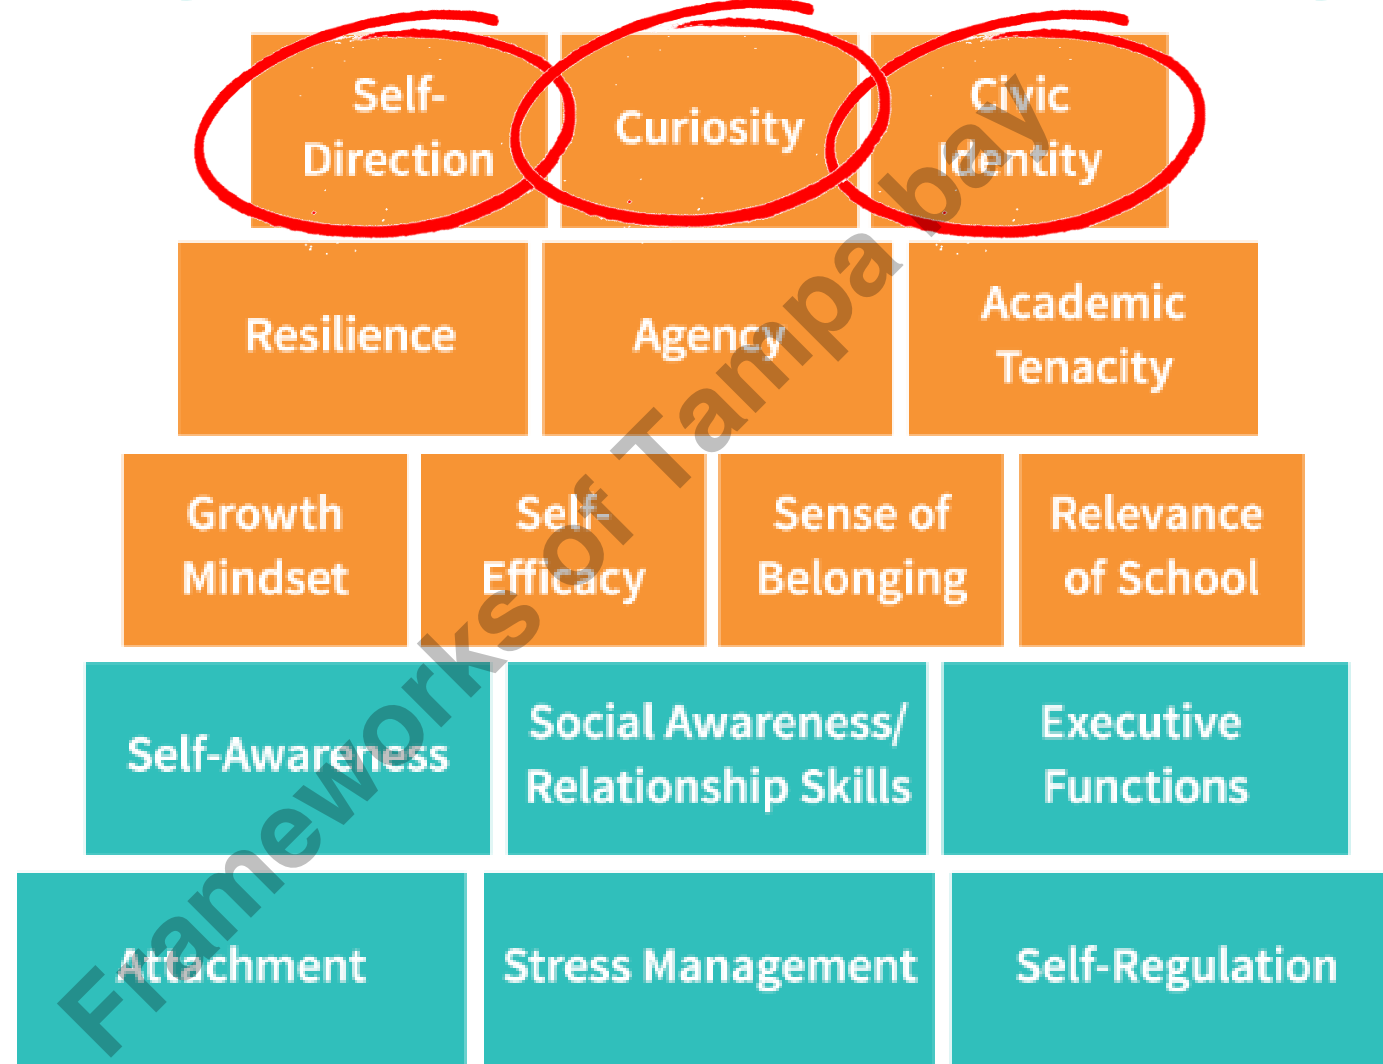 Self-
Direction
Curiosity
Civic
Identity
Resilience
Agency
Academic
Tenacity
Growth
Mindset
Self-
Efficacy
Sense of
Belonging
Relevance
of School
Self-Awareness
Social Awareness/
Relationship Skills
Executive
Functions
Attachment
Stress Management
Self-Regulation
Frameworks of Tampa bay